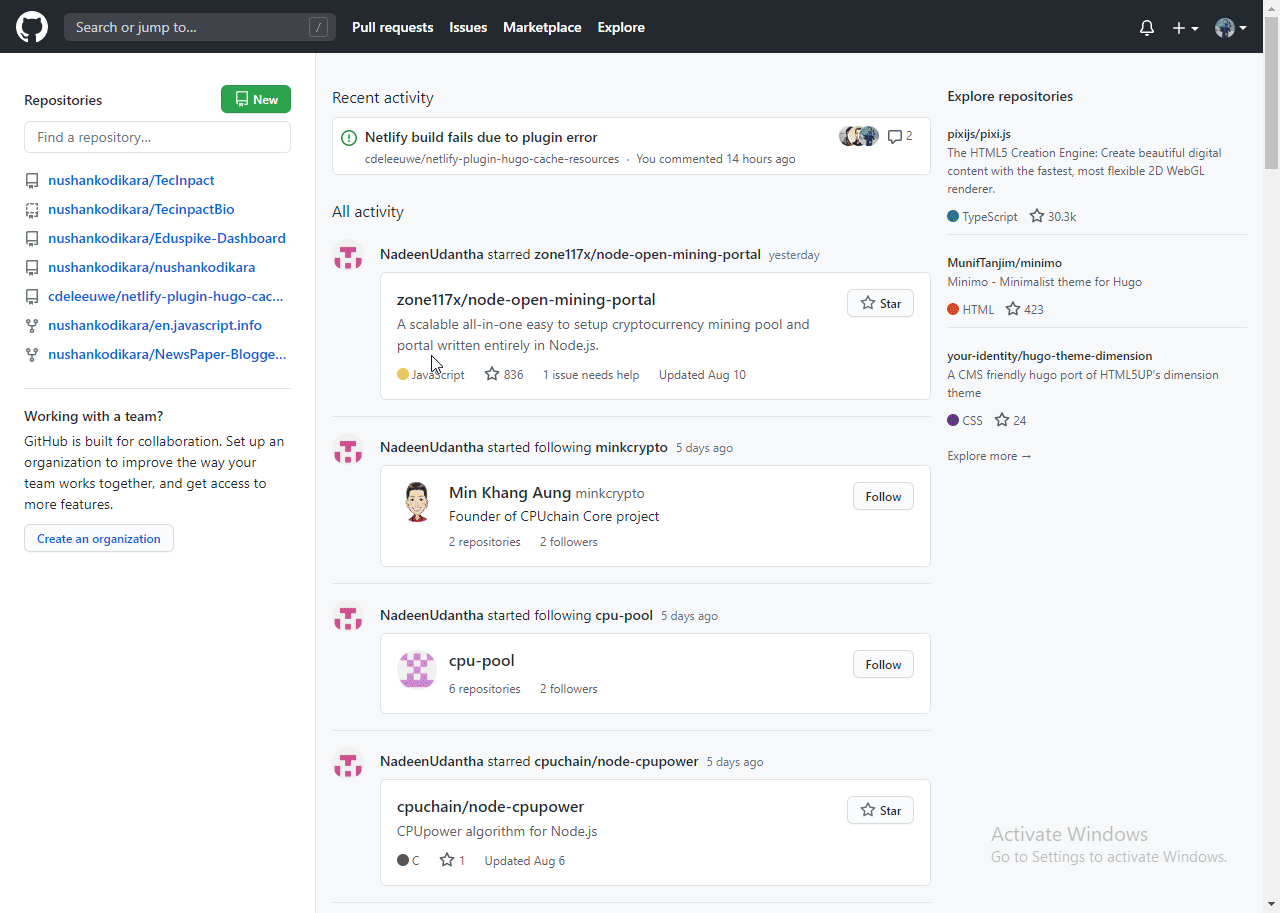 Search or jump to... /
Pull requests Issues Marketplace Explore
Repositories
New
Find a repository...
nushankodikara/TecInpact
nushankodikara/TecinpactBio
nushankodikara/Eduspike-Dashboard
nushankodikara/nushankodikara
cdeleeuwe/netlify-plugin-hugo-cac...
nushankodikara/en.javascript.info
nushankodikara/NewsPaper-Blogge...
Working with a team?
GitHub is built for collaboration. Set up an
organization to improve the way your
team works together, and get access to
more features.
Create an organization
Recent activity
Netlify build fails due to plugin error
2
cdeleeuwe/netlify-plugin-hugo-cache-resources · You commented 14 hours ago
All activity
NadeenUdantha starred zone117x/node-open-mining-portal yesterday
zone117x/node-open-mining-portal
Star
A scalable all-in-one easy to setup cryptocurrency mining pool and
portal written entirely in Node.js.
JavaScript 836 1 issue needs help Updated Aug 10
NadeenUdantha started following minkcrypto 5 days ago
Min Khang Aung minkcrypto
Follow
Founder of CPUchain Core project
2 repositories 2 followers
NadeenUdantha started following cpu-pool 5 days ago
cpu-pool
Follow
6 repositories 2 followers
NadeenUdantha starred cpuchain/node-cpupower 5 days ago
cpuchain/node-cpupower
Star
CPUpower algorithm for Node.js
C 1 Updated Aug 6
Explore repositories
pixijs/pixi.js
The HTML5 Creation Engine: Create beautiful digital
content with the fastest, most flexible 2D WebGL
renderer.
TypeScript 30.3k
MunifTanjim/minimo
Minimo - Minimalist theme for Hugo
HTML 423
your-identity/hugo-theme-dimension
A CMS friendly hugo port of HTML5UP's dimension
theme
CSS 24
Explore more →
Activate Windows
Go to Settings to activate Windows.